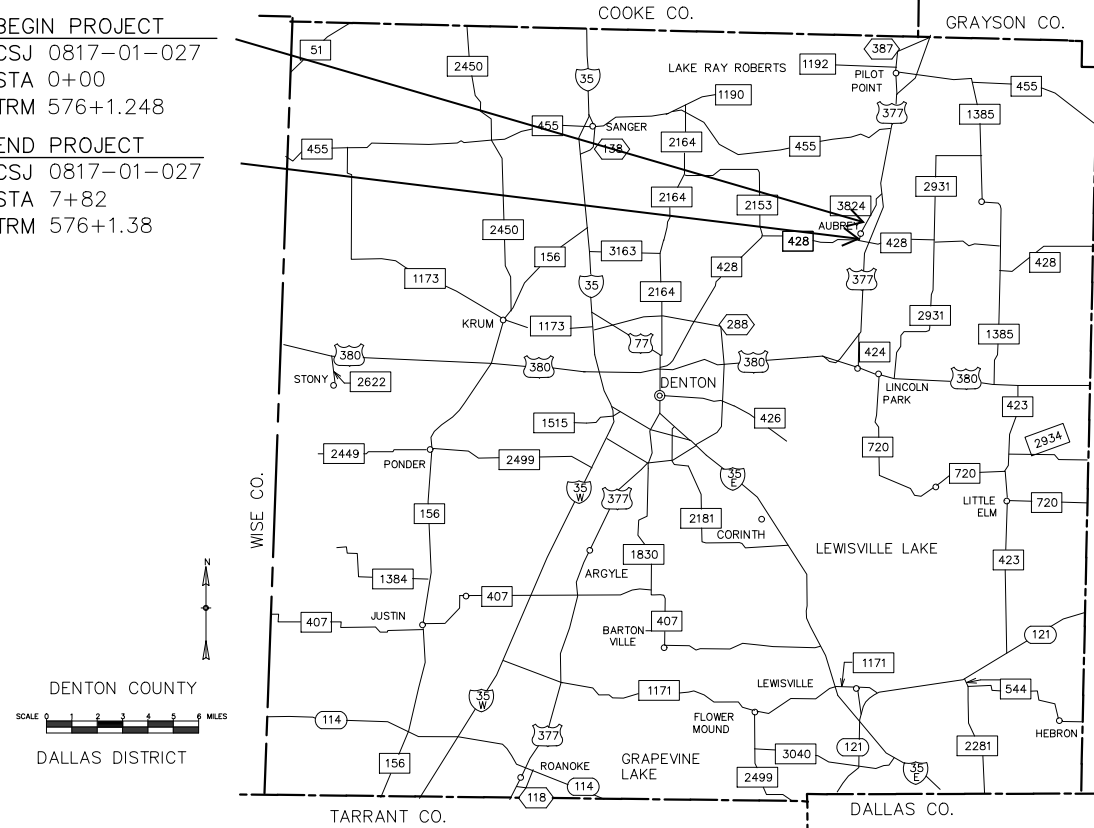 COOKE CO.
GRAYSON CO.
BEGIN PROJECT
CSJ 0817-01-027
STA 0+00
TRM 576+1.248
END PROJECT
CSJ 0817-01-027
STA 7+82
TRM 576+1.38
51
2450
35
LAKE RAY ROBERTS
1192
387
PILOT
POINT
455
1190
377
1385
455
SANGER
455
138
2164
455
2931
2164
2153
3824
AUBREY
2450
156
3163
428
428
428
428
1173
35
2164
377
KRUM
1173
77
288
2931
1385
380
380
380
424
380
STONY
2622
DENTON
LINCOLN
PARK
423
1515
426
2934
2449
PONDER
2499
720
720
35
W
377
35
E
LITTLE
ELM
720
WISE CO.
156
2181
CORINTH
LEWISVILLE LAKE
N
1830
423
1384
ARGYLE
407
JUSTIN
407
BARTON
VILLE
407
121
1171
DENTON COUNTY
SCALE 0 1 2 3 4 5 6 MILES
DALLAS DISTRICT
LEWISVILLE
1171
544
35
W
114
FLOWER
MOUND
HEBRON
377
121
2281
156
ROANOKE
GRAPEVINE
LAKE
3040
35
E
114
2499
118
TARRANT CO.
DALLAS CO.